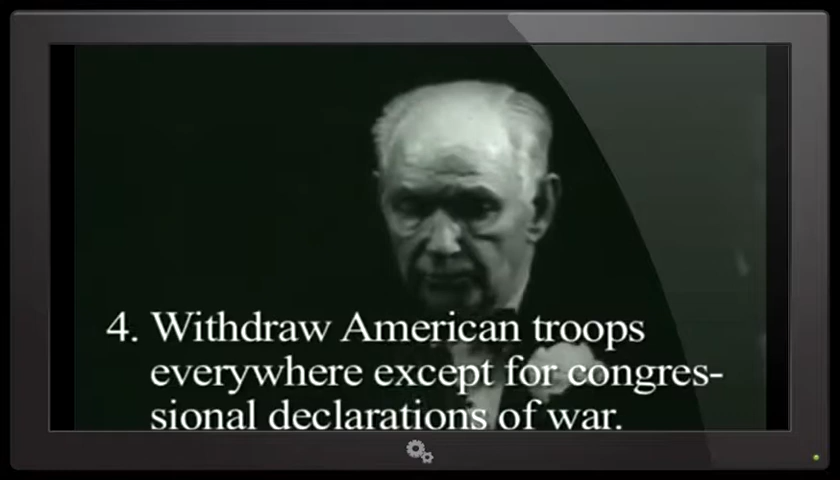 4. Withdraw American troops
everywhere except for congres-
sional declarations of war.